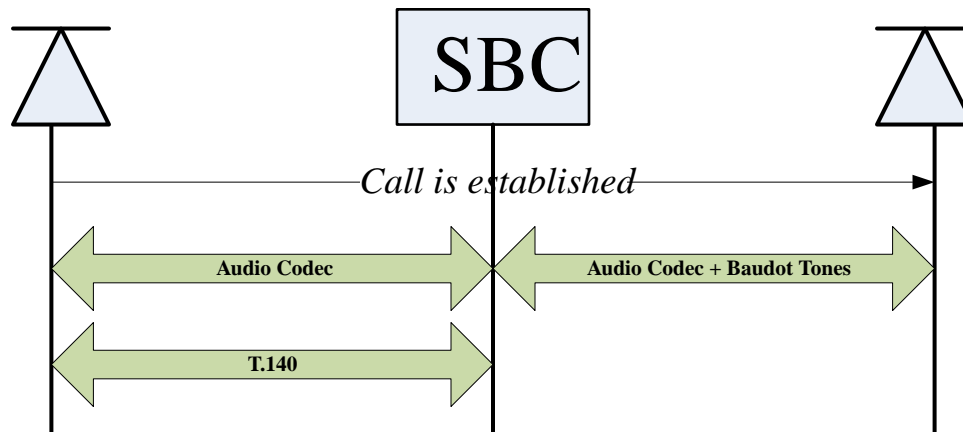 SBC
Call is established
Audio Codec
Audio Codec + Baudot Tones
T.140